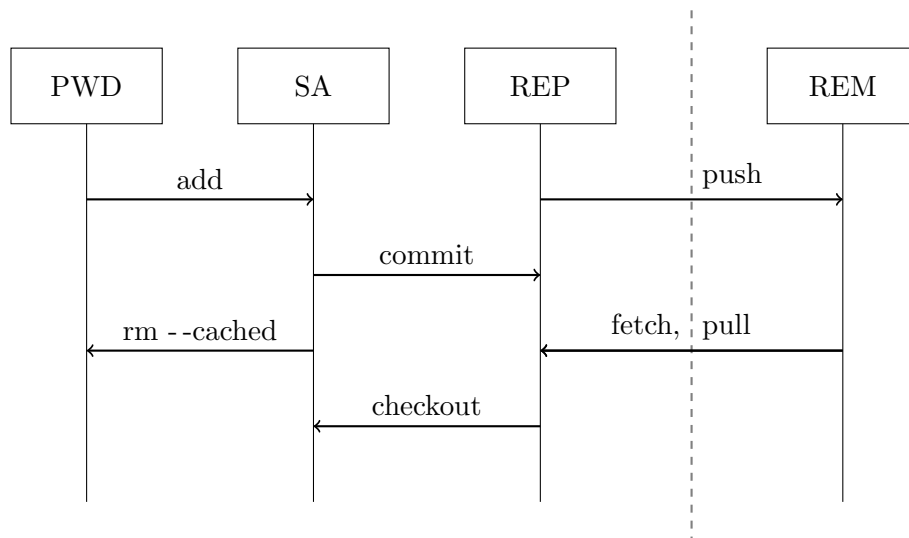 PWD SA REP REM
add push
commit
rm --cached fetch, pull
checkout